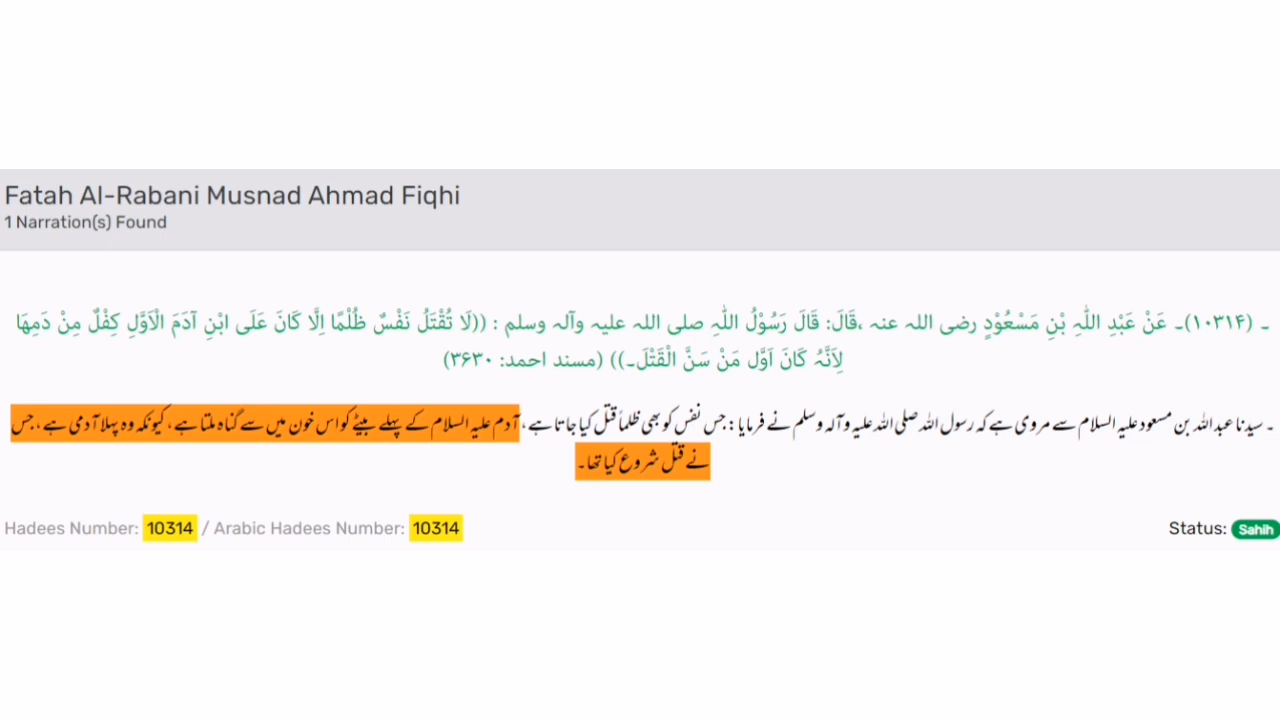 Fatah Al-Rabani Musnad Ahmad Fiqhi
1 Narration(s) Found
۔ (۱۰۳۱۴)۔ عَنْ عَبْدِ اللّٰہِ بْنِ مَسْعُوْدٍ رضی اللہ عنہ ،قَالَ: قَالَ رَسُوْلُ اللّٰہِ صلی اللہ علیہ وآلہ وسلم : ((لَا تُقْتَلُ نَفْسٌ ظُلْمًا اِلَّا کَانَ عَلَی ابْنِ آدَمَ الْاَوَّلِ کِفْلٌ مِنْ دَمِھَا
لِاَنَّہُ کَانَ اَوَّل مَنْ سَنَّ الْقَتْلَ۔)) (مسند احمد: ۳۶۳۰)
۔ سیدنا عبد اللہ بن مسعود علیہ السلام سے مروی ہے کہ رسول اللہ صلی اللہ علیہ وآلہ وسلم نے فرمایا: جس نفس کو بھی ظلماً قتل کیا جاتا ہے، آدم علیہ السلام کے پہلے بیٹے کو اس خون میں سے گناہ ملتا ہے، کیونکہ وہ پہلا آدمی ہے، جس
نے قتل شروع کیا تھا۔
Hadees Number: 10314 / Arabic Hadees Number: 10314
Status: Sahih